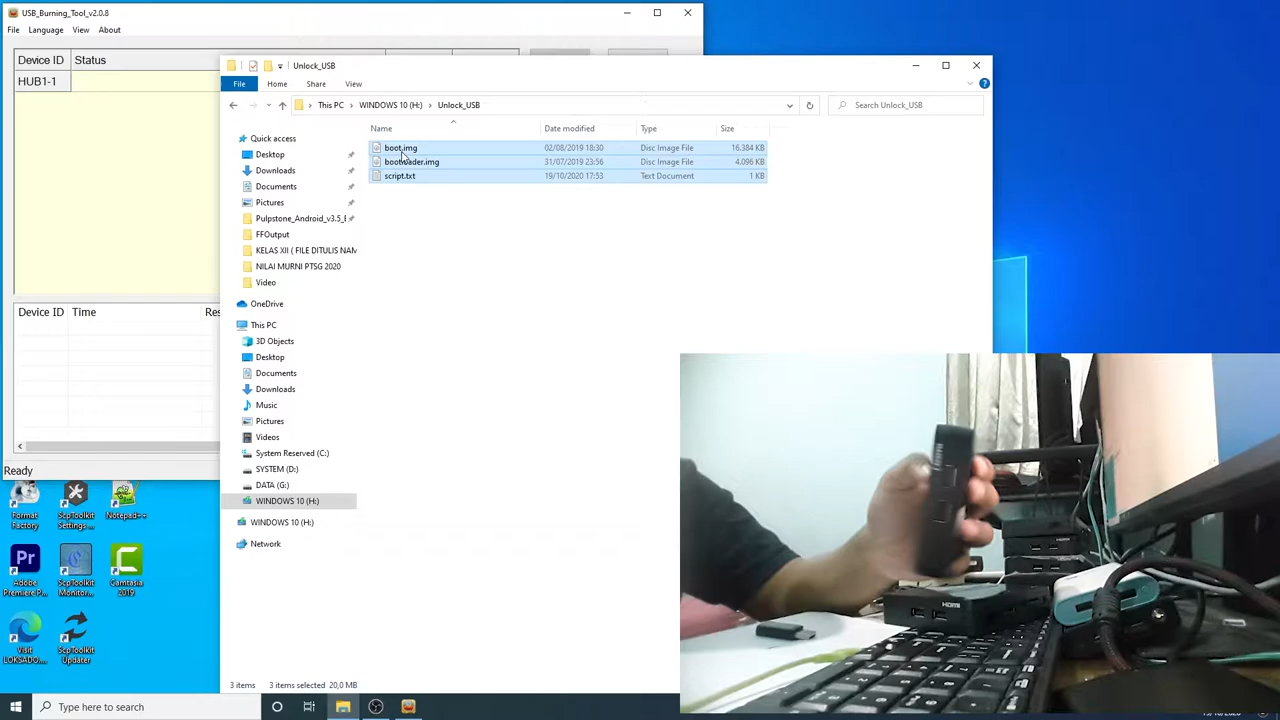 USB_Burning_Tool_v2.0.8
File Language View About
Device ID Status
HUB1-1
Device ID Time Res
Ready
Unlock_USB
File Home Share View
This PC WINDOWS 10 (H:) Unlock_USB
Search Unlock_USB
Name Date modified Type Size
boot.img 02/08/2019 18:30 Disc Image File 16.384 KB
bootloader.img 31/07/2019 23:56 Disc Image File 4.096 KB
script.txt 19/10/2020 17:53 Text Document 1 KB
Quick access
Desktop
Downloads
Documents
Pictures
Pulpstone_Android_v3.5_
FFOutput
KELAS XII ( FILE DITULIS NAM
NILAI MURNI PTSG 2020
Video
OneDrive
This PC
3D Objects
Desktop
Documents
Downloads
Music
Pictures
Videos
System Reserved (C:)
SYSTEM (D:)
DATA (G:)
WINDOWS 10 (H:)
WINDOWS 10 (H:)
Network
3 items 3 items selected 20,0 MB
Format Factory
ScpToolkit Settings ...
Notepad++
Adobe Premiere P...
ScpToolkit Monitor...
Camtasia 2019
Visit LOKSADO...
ScpToolkit Updater
HDMI
Type here to search